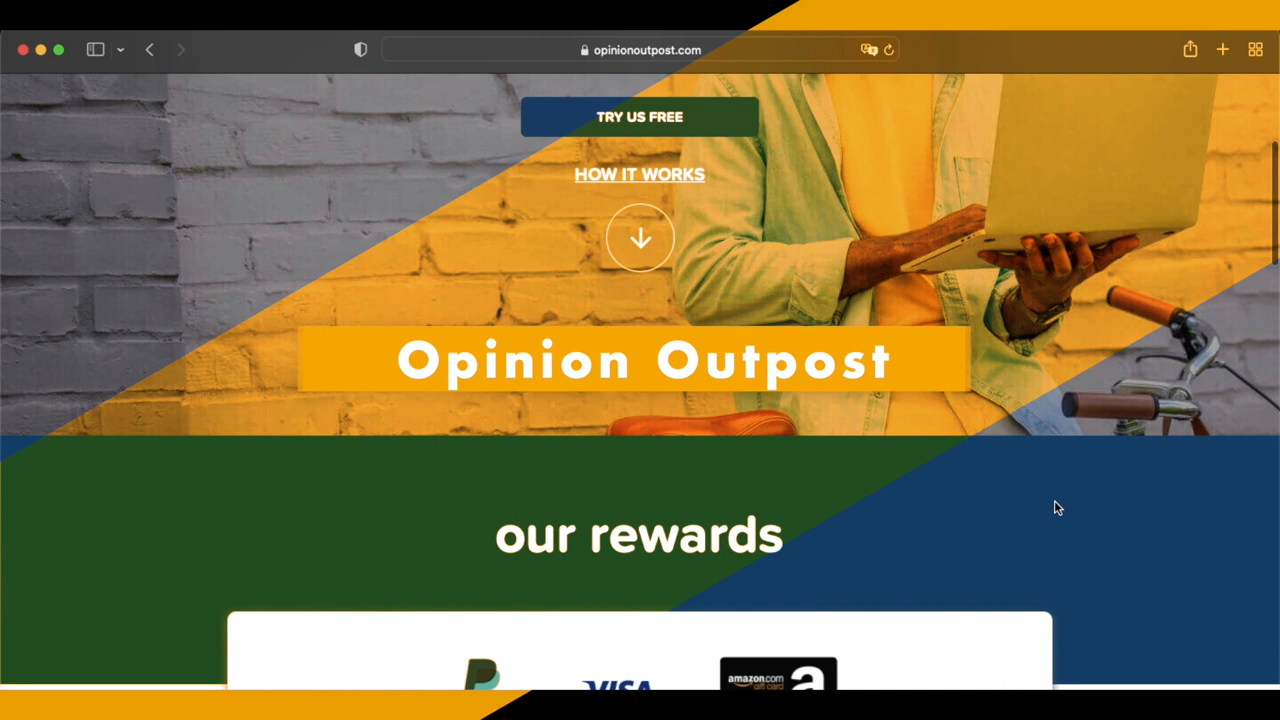 opinionoutpost.com
TRY US FREE
HOW IT WORKS
Opinion Outpost
our rewards
VISA
amazon.com
gift card
a